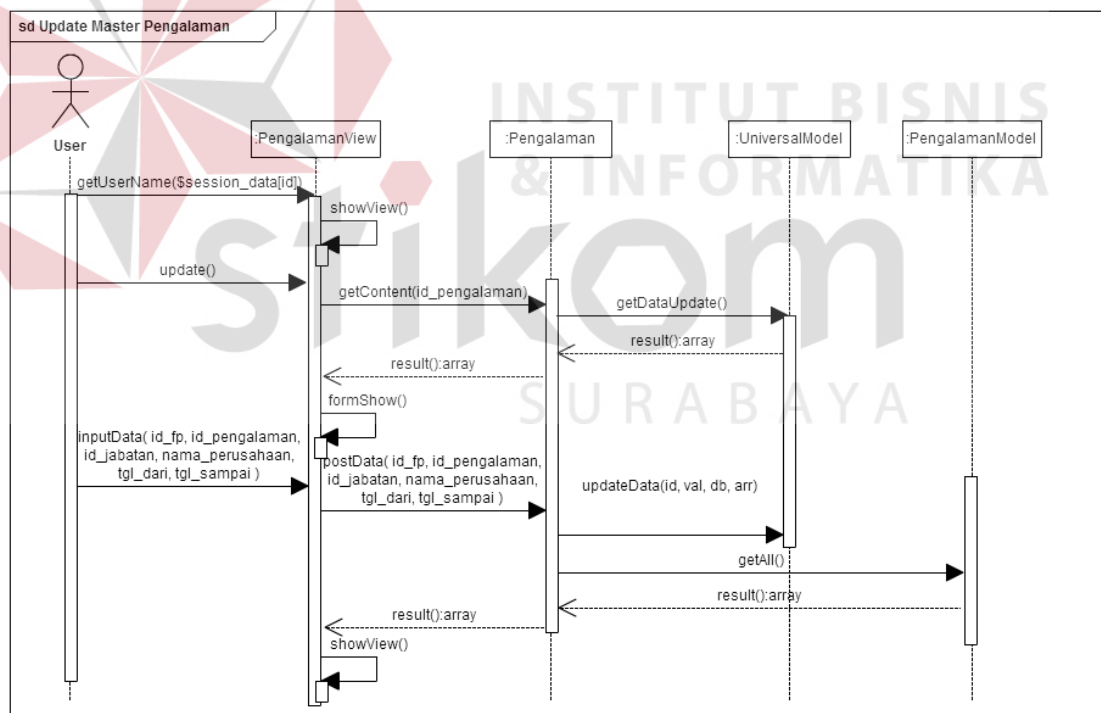 sd Update Master Pengalaman
INSTITUT BISNIS
& INFORMATIKA
stikom
SURABAYA
User
:PengalamanView
:Pengalaman
:UniversalModel
:PengalamanModel
getUserName($session_data[id])
showView()
update()
getContent(id_pengalaman)
getDataUpdate()
result():array
result():array
formShow()
inputData( id_fp, id_pengalaman,
id_jabatan, nama_perusahaan,
tgl_dari, tgl_sampai )
postData( id_fp, id_pengalaman,
id_jabatan, nama_perusahaan,
tgl_dari, tgl_sampai )
updateData(id, val, db, arr)
getAll()
result():array
result():array
showView()